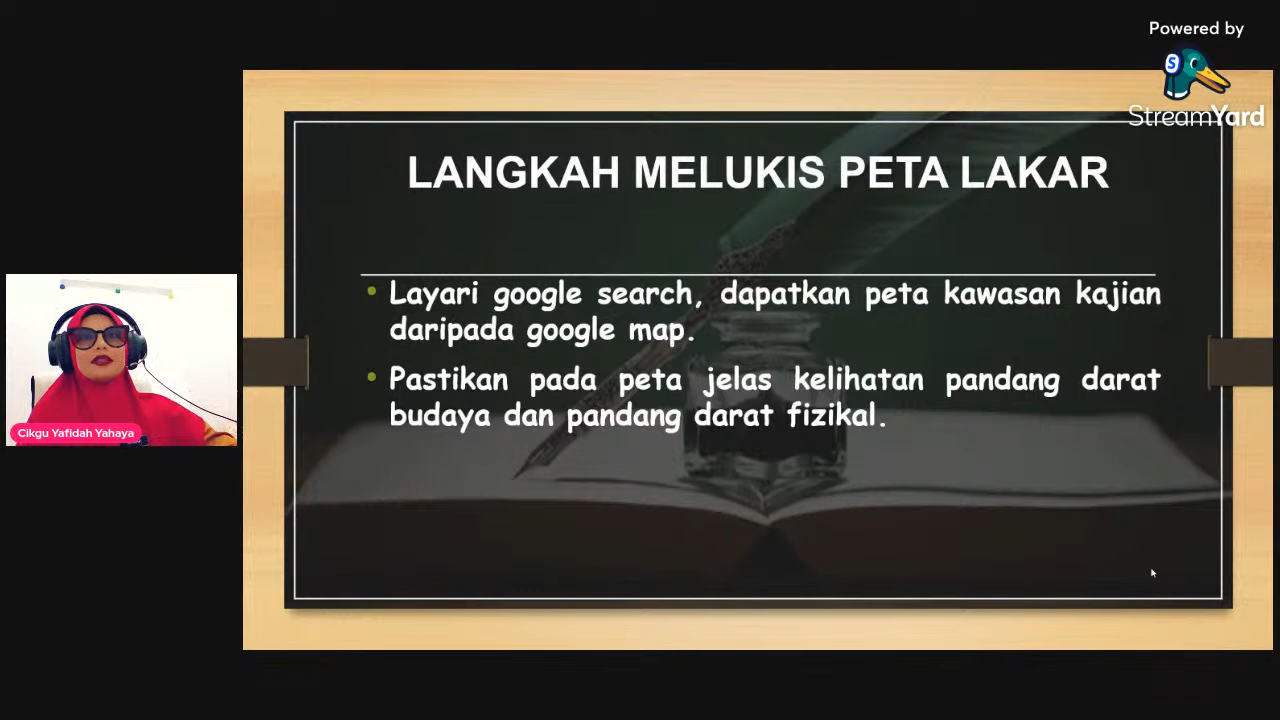 Powered by
StreamYard
LANGKAH MELUKIS PETA LAKAR
Layari google search, dapatkan peta kawasan kajian
daripada google map.
Pastikan pada peta jelas kelihatan pandang darat
budaya dan pandang darat fizikal.
Cikgu Yafidah Yahaya